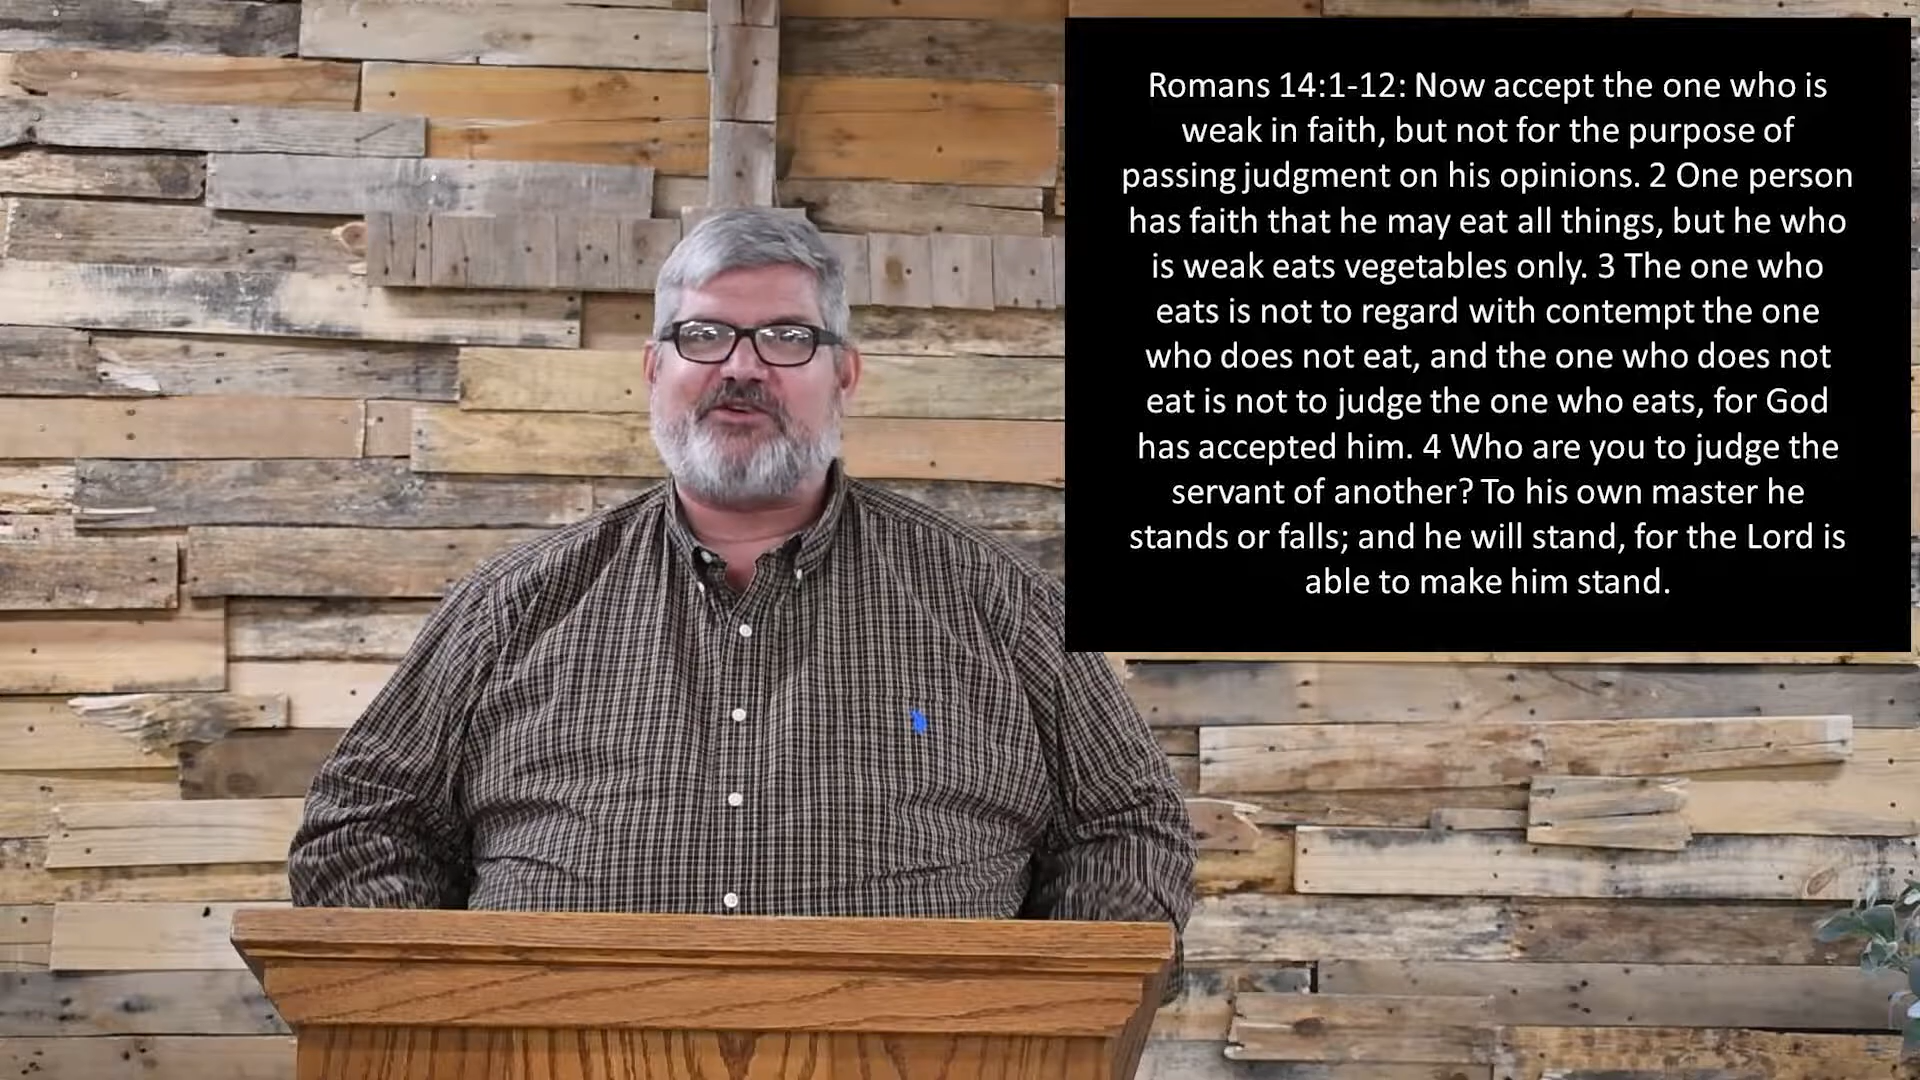 Romans 14:1-12: Now accept the one who is
weak in faith, but not for the purpose of
passing judgment on his opinions. 2 One person
has faith that he may eat all things, but he who
is weak eats vegetables only. 3 The one who
eats is not to regard with contempt the one
who does not eat, and the one who does not
eat is not to judge the one who eats, for God
has accepted him. 4 Who are you to judge the
servant of another? To his own master he
stands or falls; and he will stand, for the Lord is
able to make him stand.